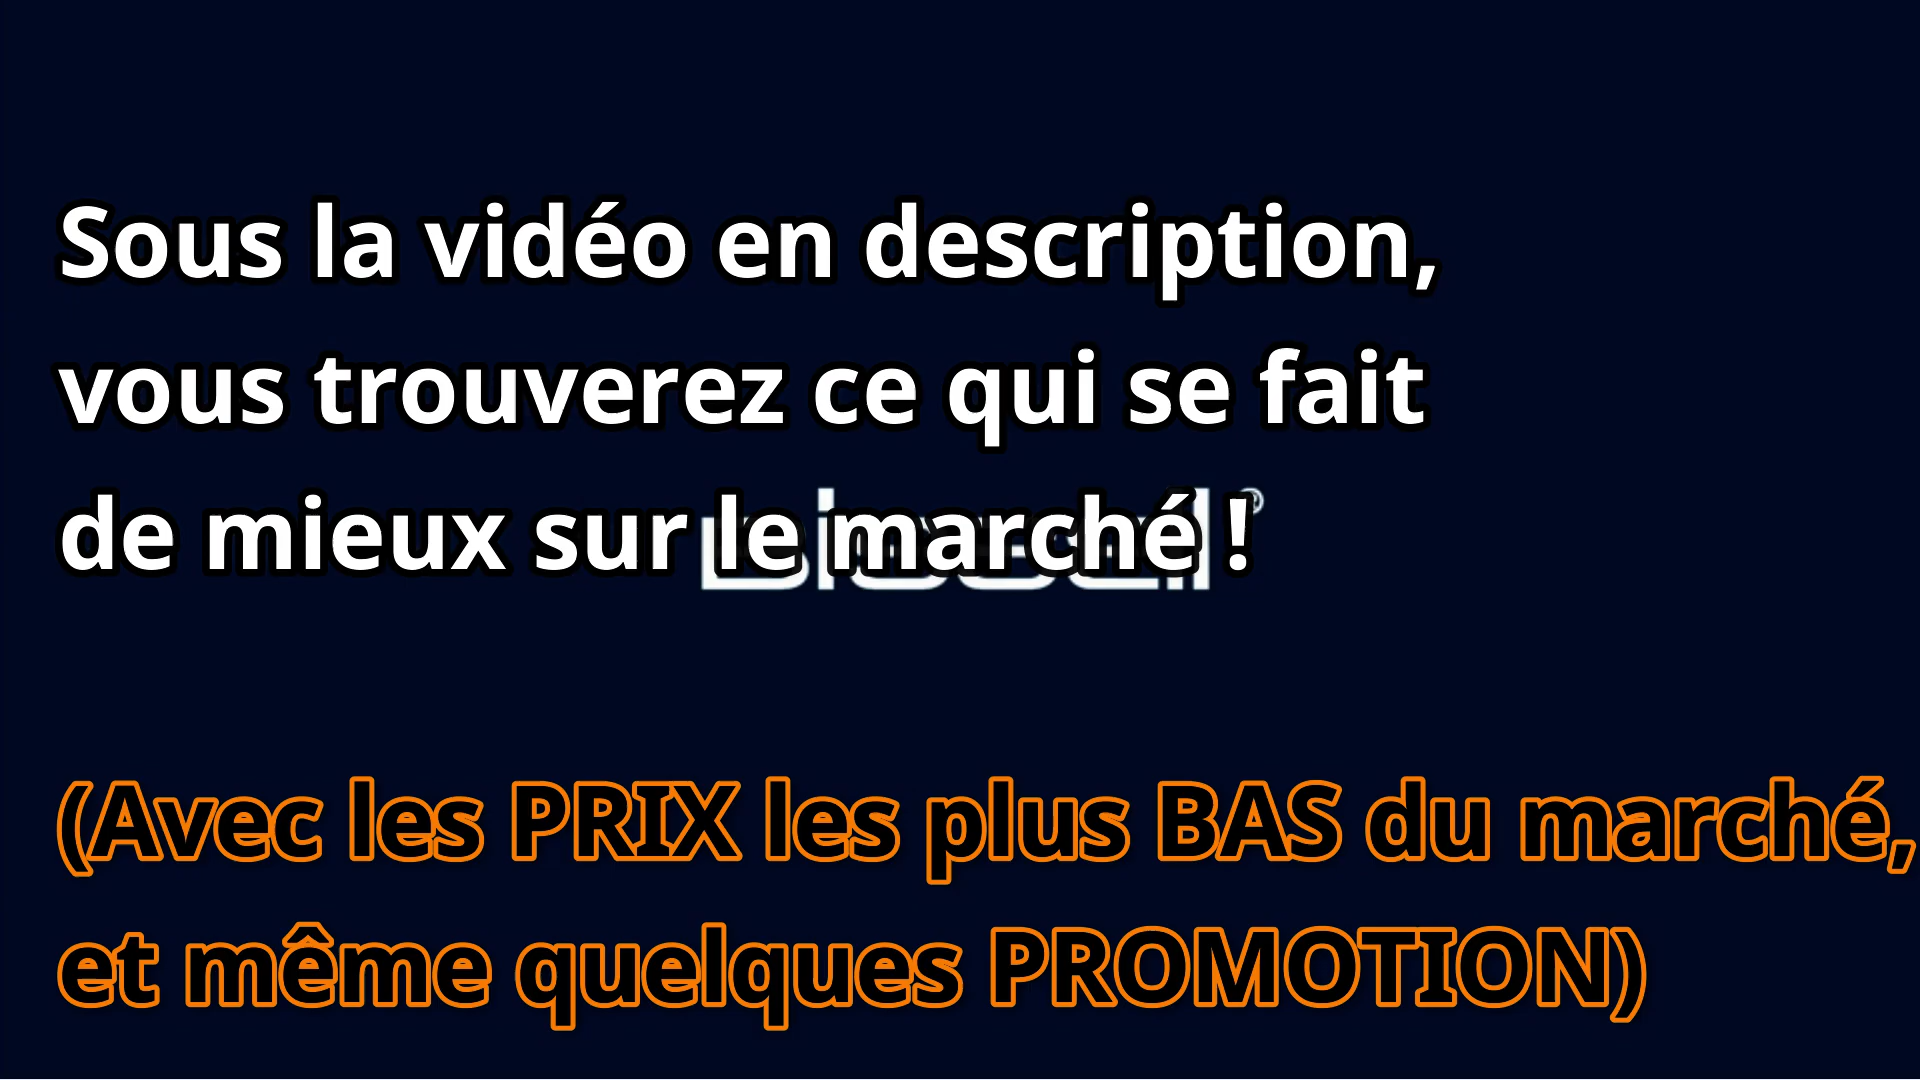 Sous la vidéo en description,
vous trouverez ce qui se fait
de mieux sur le marché !
(Avec les PRIX les plus BAS du marché,
et même quelques PROMOTION)